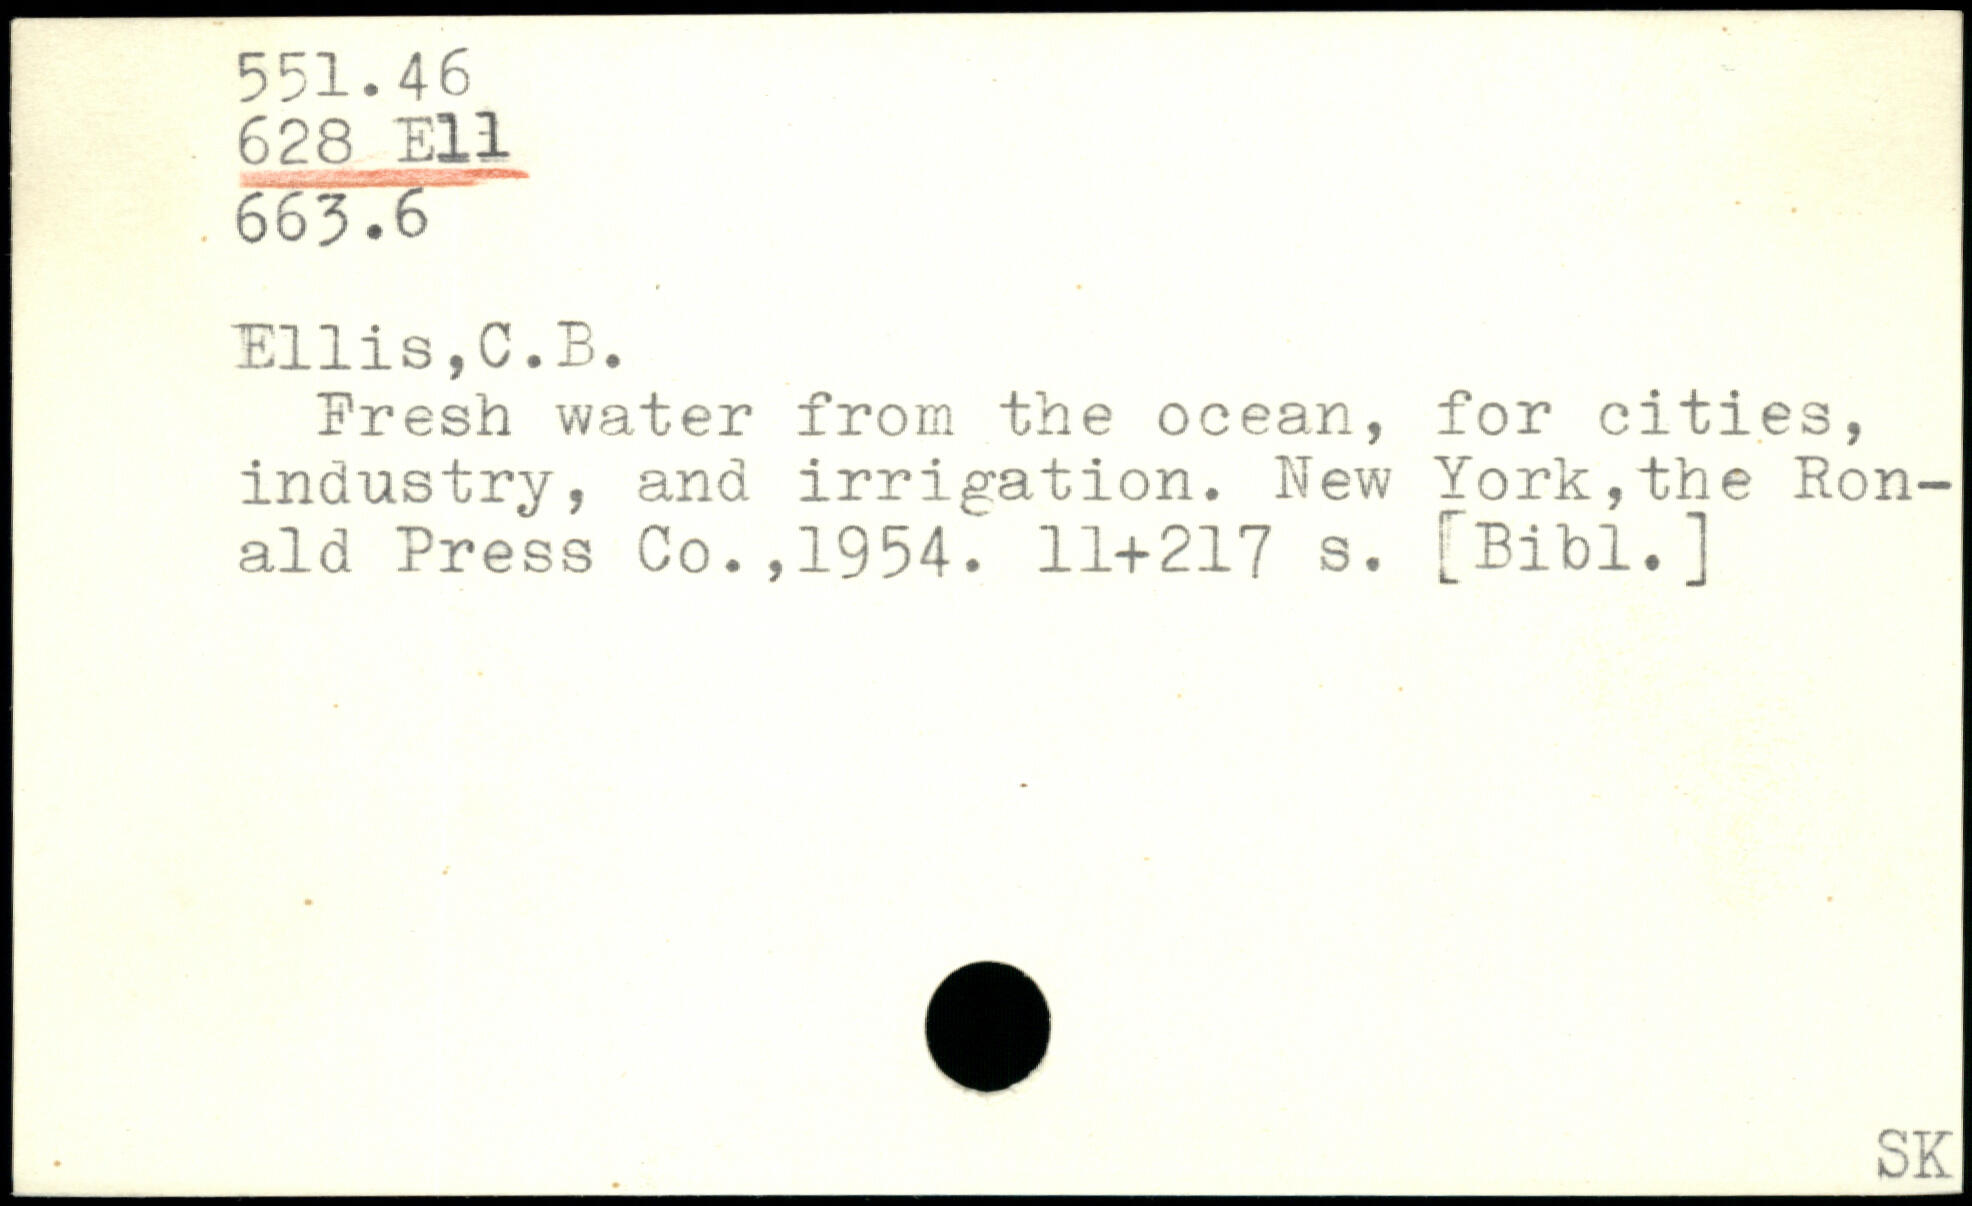 551.46
628 Ell
663.6
Ellis,C.B.
Fresh water from the ocean, for cities,
industry, and irrigation. New York,the Ron-
ald Press Co.,1954. 11+217 s. [Bibl.]
SK